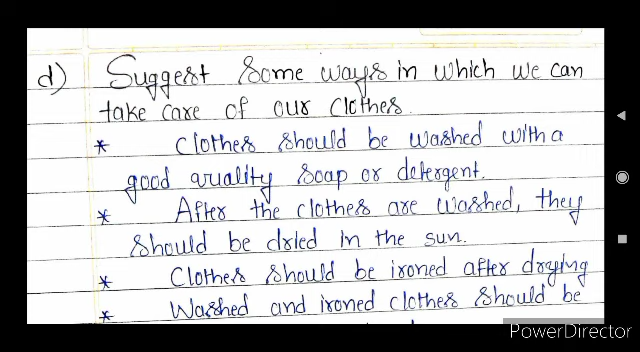 d) Suggest some ways in which we can
take care of our clothes.
* Clothes should be washed with a
good quality soap or detergent.
* After the clothes are washed, they
should be dried in the sun.
* Clothes should be ironed after drying
* Washed and ironed clothes should be
PowerDirector